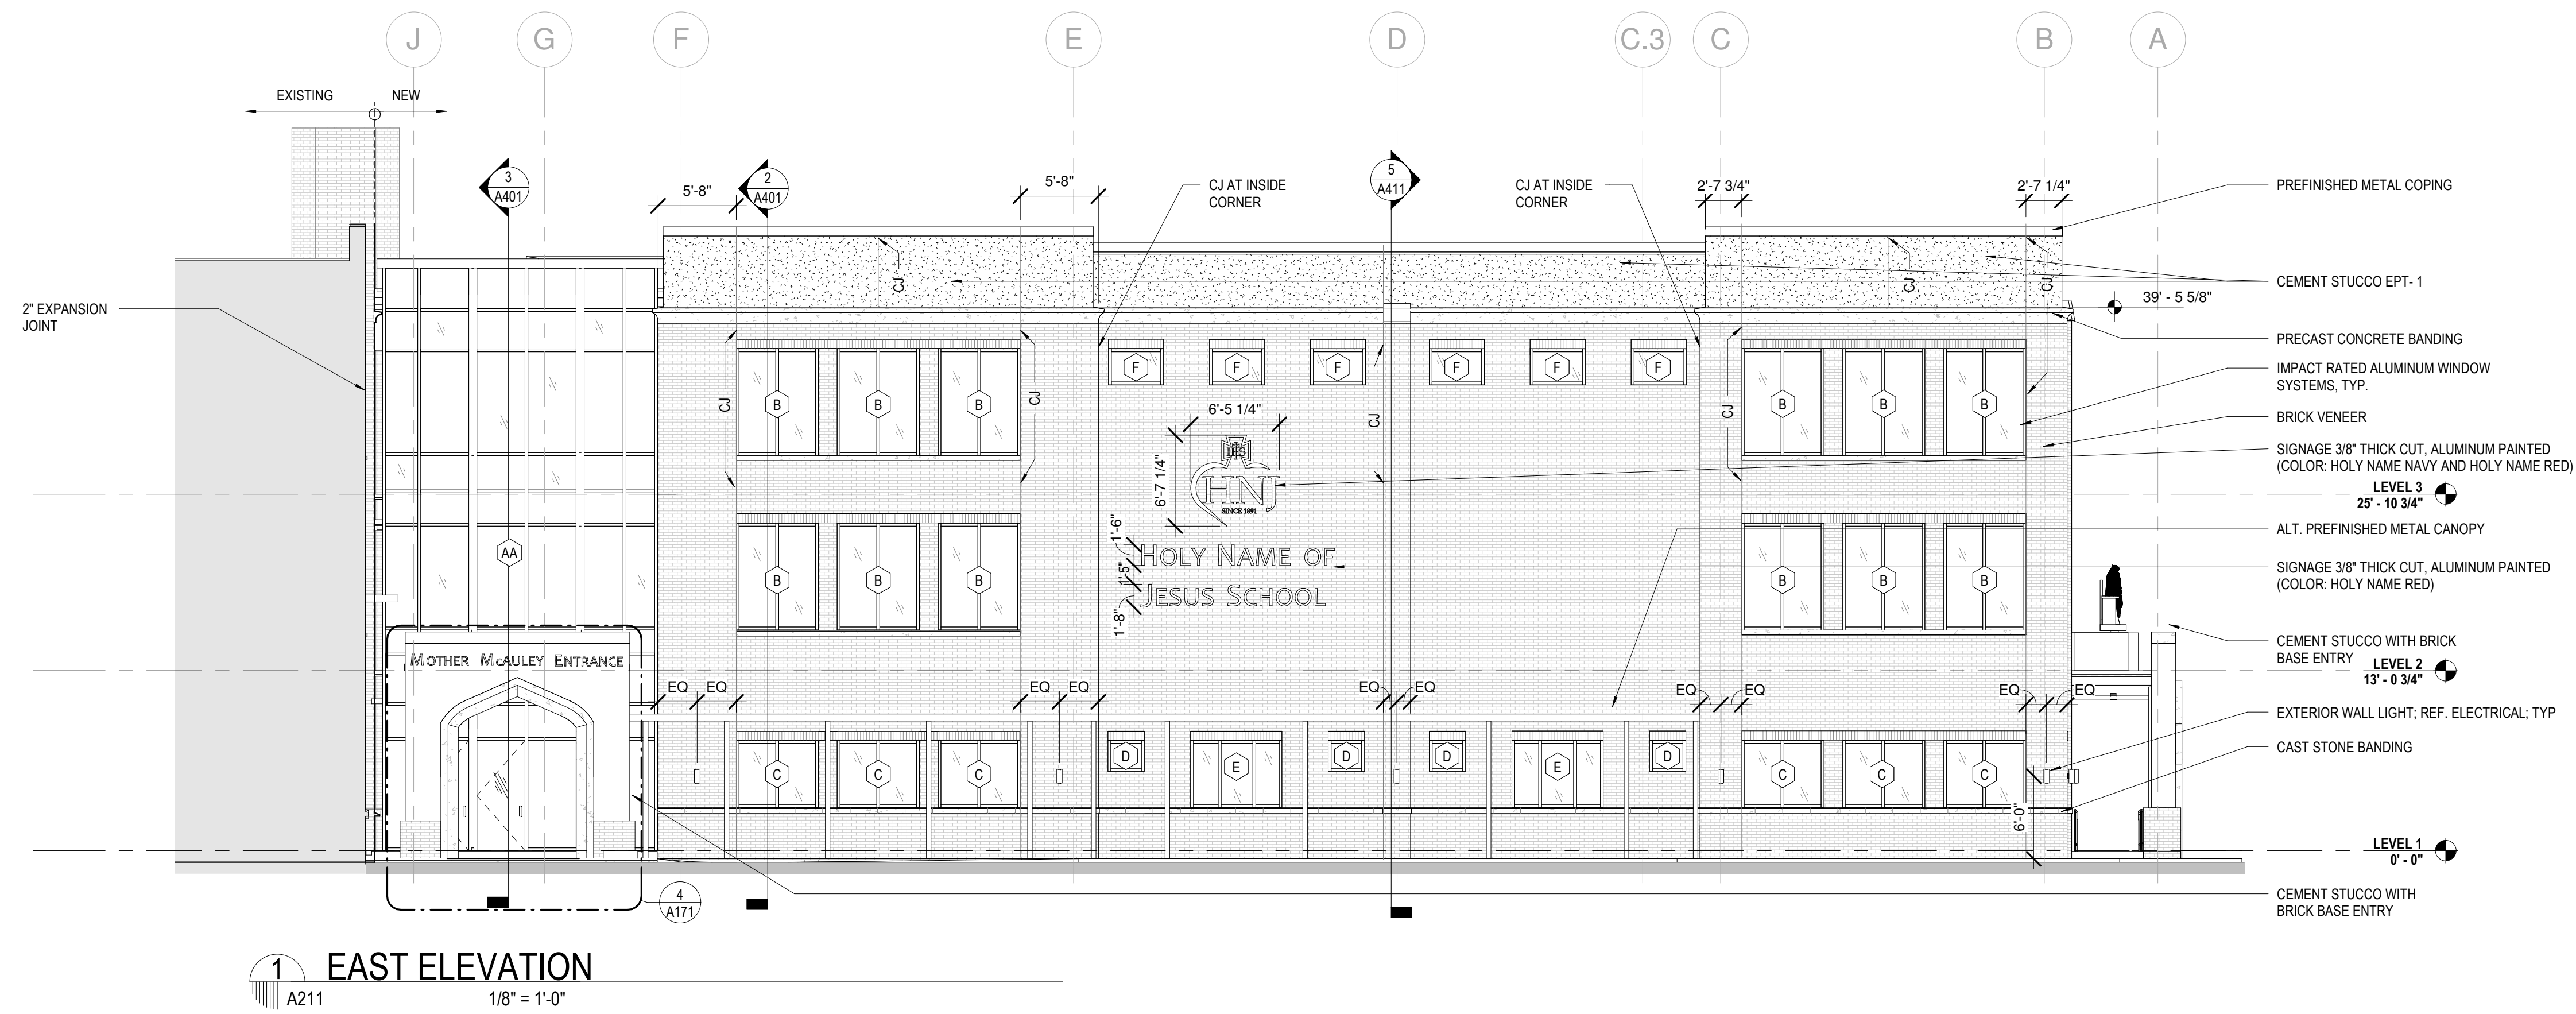 J
G
F
E
D
C.3
C
B
A
EXISTING
NEW
3
A401
2
A401
5
A411
5'-8"
5'-8"
CJ AT INSIDE
CORNER
CJ AT INSIDE
CORNER
2'-7 3/4"
2'-7 1/4"
PREFINISHED METAL COPING
CJ
CJ
CJ
CEMENT STUCCO EPT- 1
39' - 5 5/8"
2" EXPANSION
JOINT
PRECAST CONCRETE BANDING
F
F
F
F
F
F
IMPACT RATED ALUMINUM WINDOW
SYSTEMS, TYP.
CJ
B
B
B
CJ
6'-5 1/4"
CJ
CJ
B
B
B
BRICK VENEER
IHS
HNJ
SINCE 1891
6'-7 1/4"
SIGNAGE 3/8" THICK CUT, ALUMINUM PAINTED
(COLOR: HOLY NAME NAVY AND HOLY NAME RED)
LEVEL 3
25' - 10 3/4"
ALT. PREFINISHED METAL CANOPY
AA
1'-6"
HOLY NAME OF
1'-5"
JESUS SCHOOL
1'-8"
B
B
B
B
B
B
SIGNAGE 3/8" THICK CUT, ALUMINUM PAINTED
(COLOR: HOLY NAME RED)
MOTHER MCAULEY ENTRANCE
CEMENT STUCCO WITH BRICK
BASE ENTRY
LEVEL 2
13' - 0 3/4"
EQ
EQ
EQ
EQ
EQ
EQ
EQ
EQ
EQ
EQ
EXTERIOR WALL LIGHT; REF. ELECTRICAL; TYP
CAST STONE BANDING
C
C
C
D
E
D
D
E
D
C
C
C
6'-0"
LEVEL 1
0' - 0"
4
A171
CEMENT STUCCO WITH
BRICK BASE ENTRY
1
EAST ELEVATION
A211
1/8" = 1'-0"